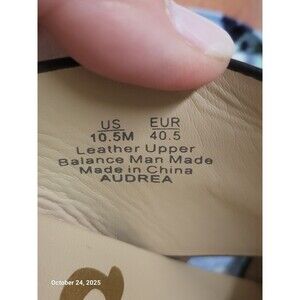 US EUR
10.5M 40.5
Leather Upper
Balance Man Made
Made in China
AUDREA
October 24, 2025